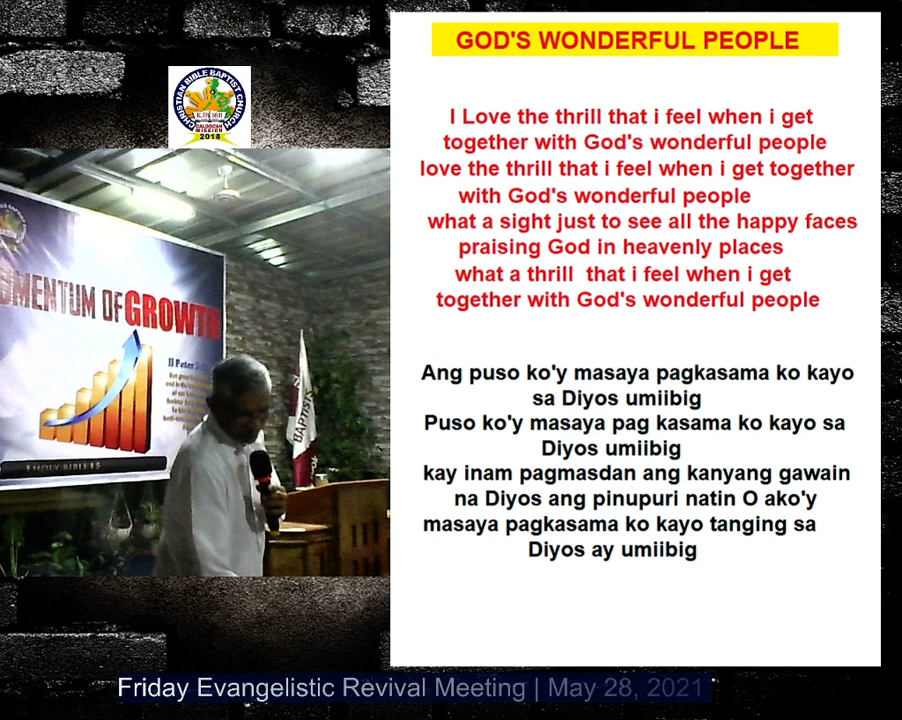 GOD'S WONDERFUL PEOPLE
I Love the thrill that i feel when i get
together with God's wonderful people
love the thrill that i feel when i get together
with God's wonderful people
what a sight just to see all the happy faces
praising God in heavenly places
what a thrill that i feel when i get
together with God's wonderful people
Ang puso ko'y masaya pagkasama ko kayo
sa Diyos umiibig
Puso ko'y masaya pag kasama ko kayo sa
Diyos umiibig
kay inam pagmasdan ang kanyang gawain
na Diyos ang pinupuri natin O ako'y
masaya pagkasama ko kayo tanging sa
Diyos ay umiibig
CHRISTIAN BIBLE BAPTIST CHURCH
KJB 1611
CALOOCAN
MISSION
2018
OMENTUM OF GROWTH
II Peter
HOLY BIBLE
BAPTIST
Friday Evangelistic Revival Meeting | May 28, 2021